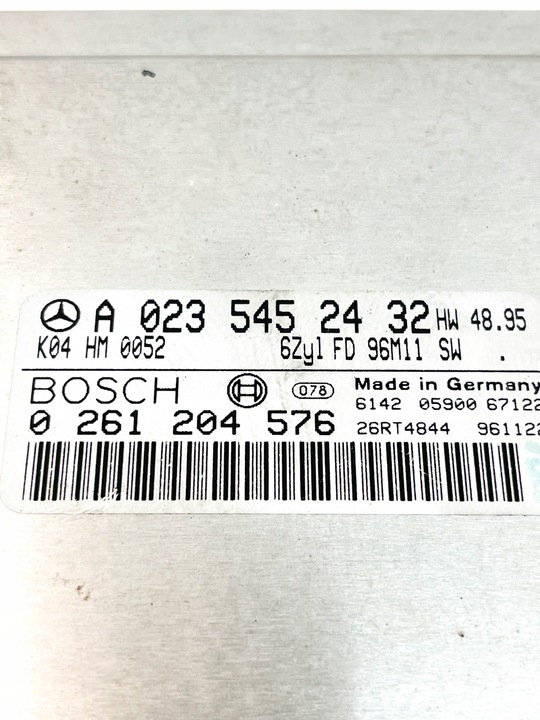 A 023 545 24 32 HW 48.95
K04 HM 0052 6Zyl FD 96M11 SW .
BOSCH 078 Made in Germany
6142 05900 67122
0 261 204 576 26RT4844 961122